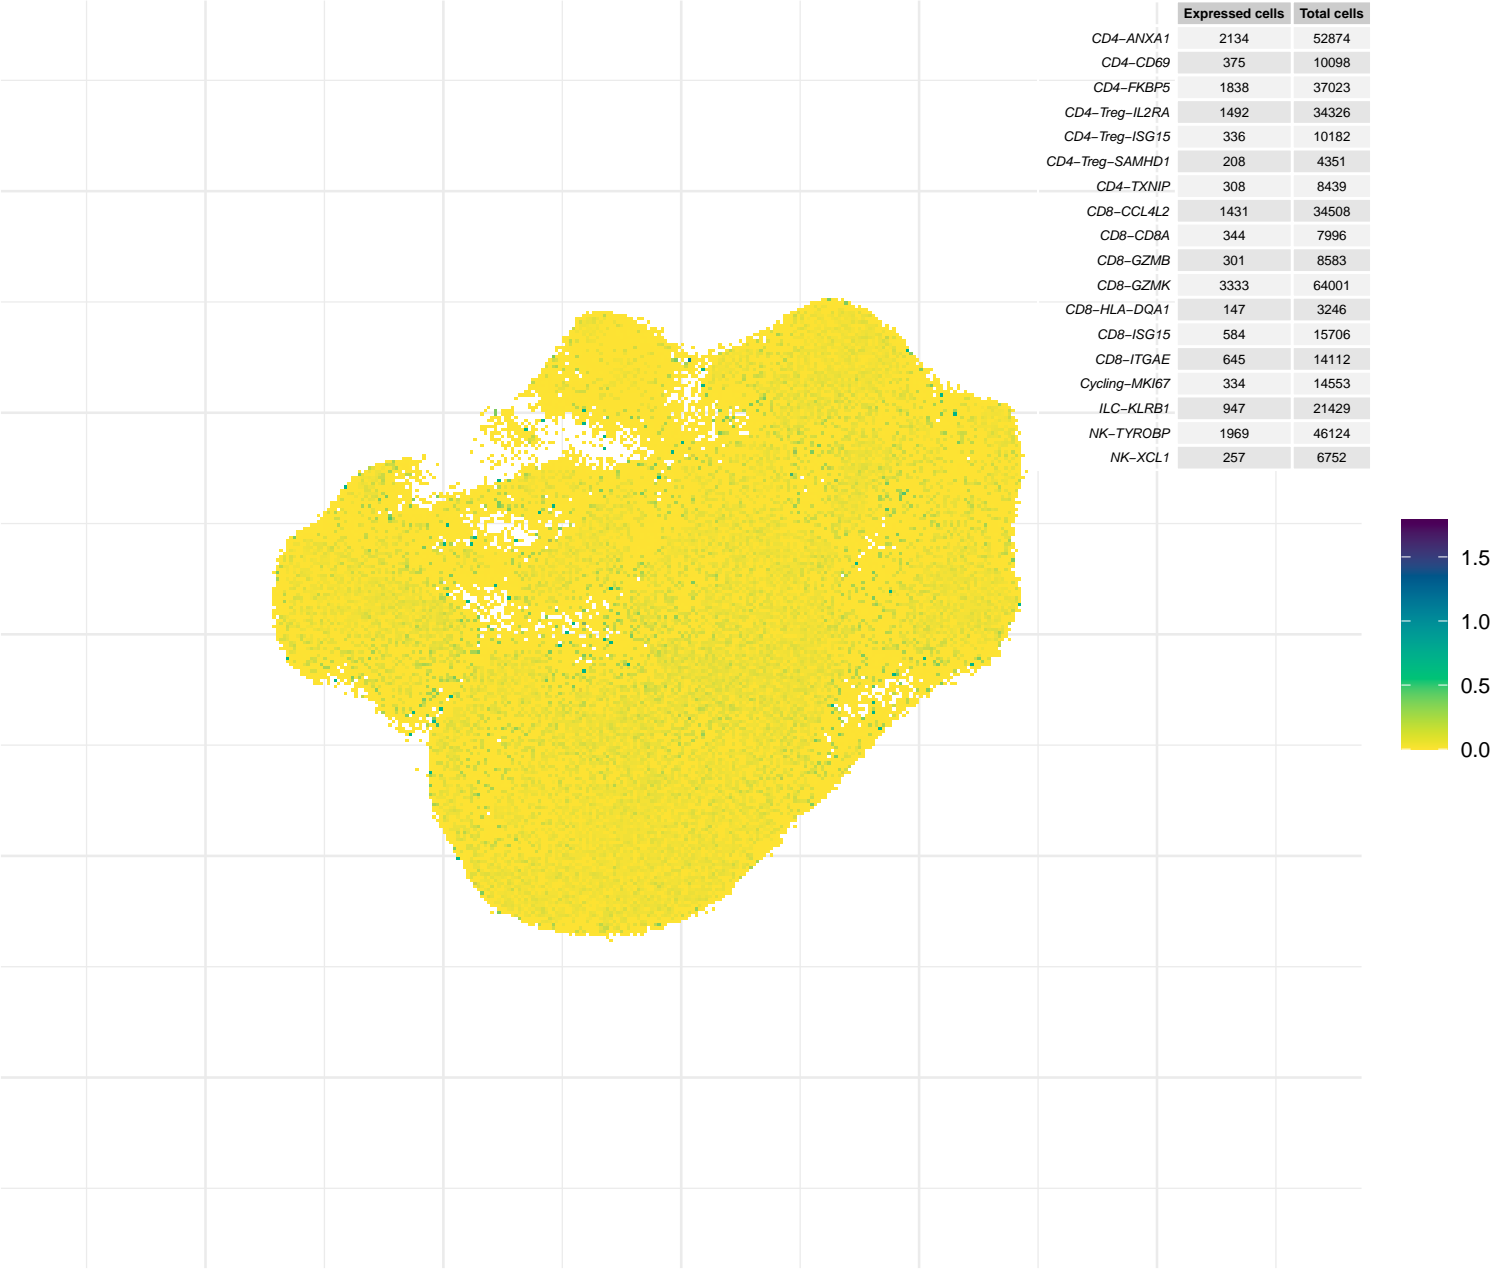 Expressed cells Total cells
CD4−ANXA1 2134 52874
CD4−CD69 375 10098
CD4−FKBP5 1838 37023
CD4−Treg−IL2RA 1492 34326
CD4−Treg−ISG15 336 10182
CD4−Treg−SAMHD1 208 4351
CD4−TXNIP 308 8439
CD8−CCL4L2 1431 34508
CD8−CD8A 344 7996
CD8−GZMB 301 8583
CD8−GZMK 3333 64001
CD8−HLA−DQA1 147 3246
CD8−ISG15 584 15706
CD8−ITGAE 645 14112
Cycling−MKI67 334 14553
ILC−KLRB1 947 21429
NK−TYROBP 1969 46124
NK−XCL1 257 6752
1.5
1.0
0.5
0.0